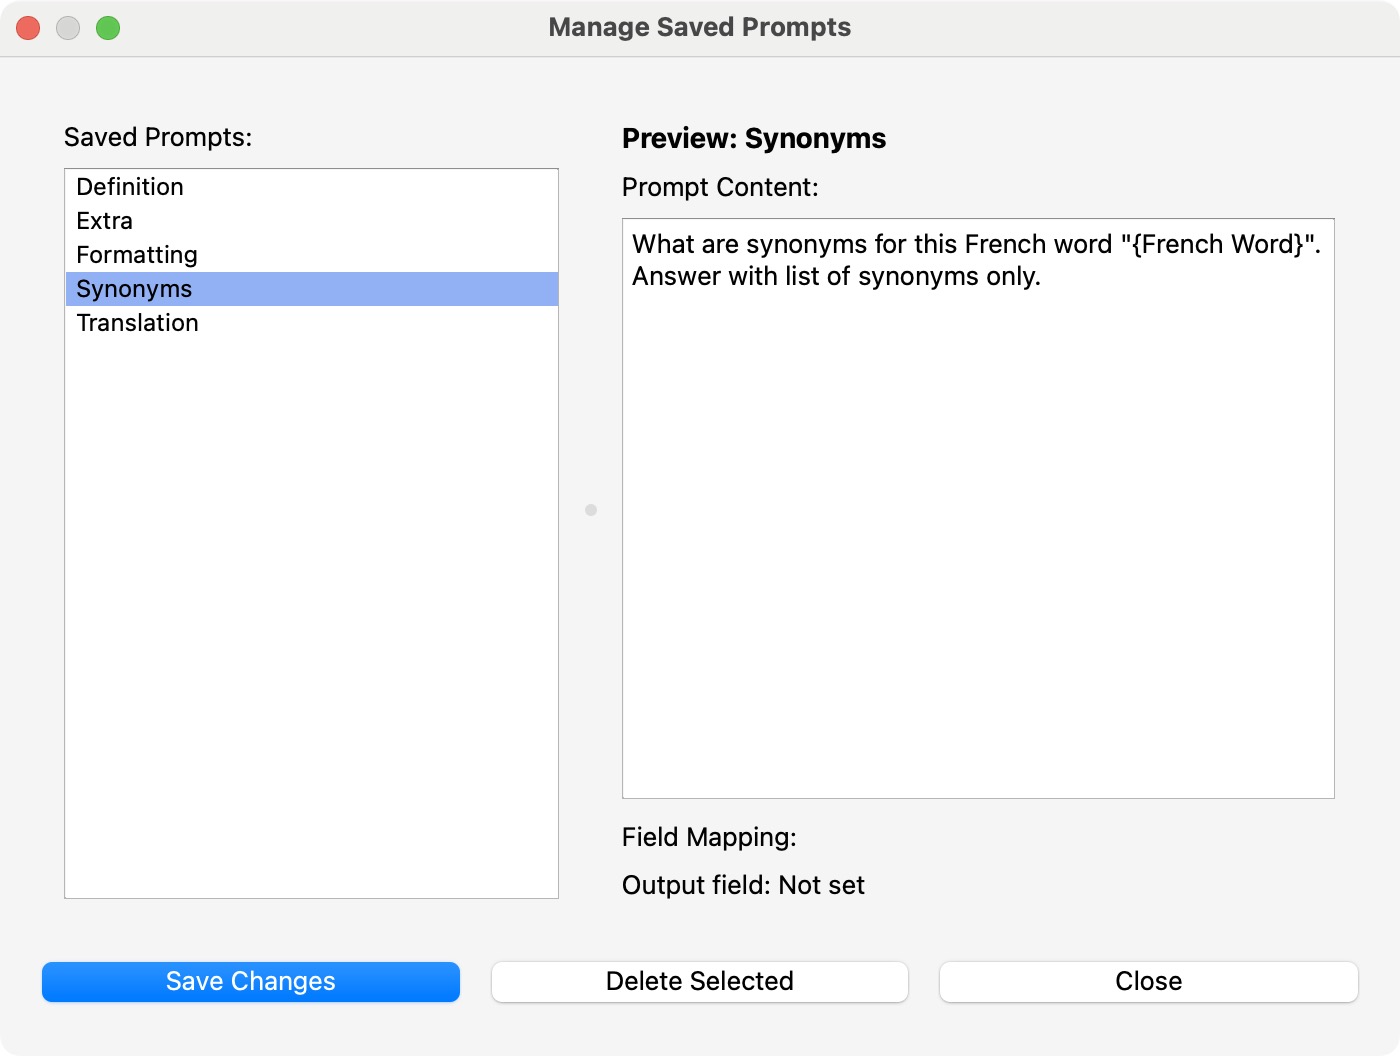 Manage Saved Prompts
Saved Prompts:
Definition
Extra
Formatting
Synonyms
Translation
Preview: Synonyms
Prompt Content:
What are synonyms for this French word "{French Word}".
Answer with list of synonyms only.
Field Mapping:
Output field: Not set
Save Changes
Delete Selected
Close